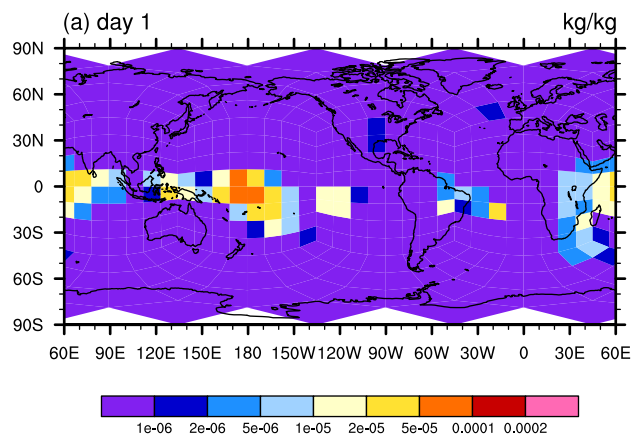 (a) day 1 kg/kg
90N
60N
30N
0
30S
60S
90S
60E 90E 120E 150E 180 150W 120W 90W 60W 30W 0 30E 60E
1e-06 2e-06 5e-06 1e-05 2e-05 5e-05 0.0001 0.0002